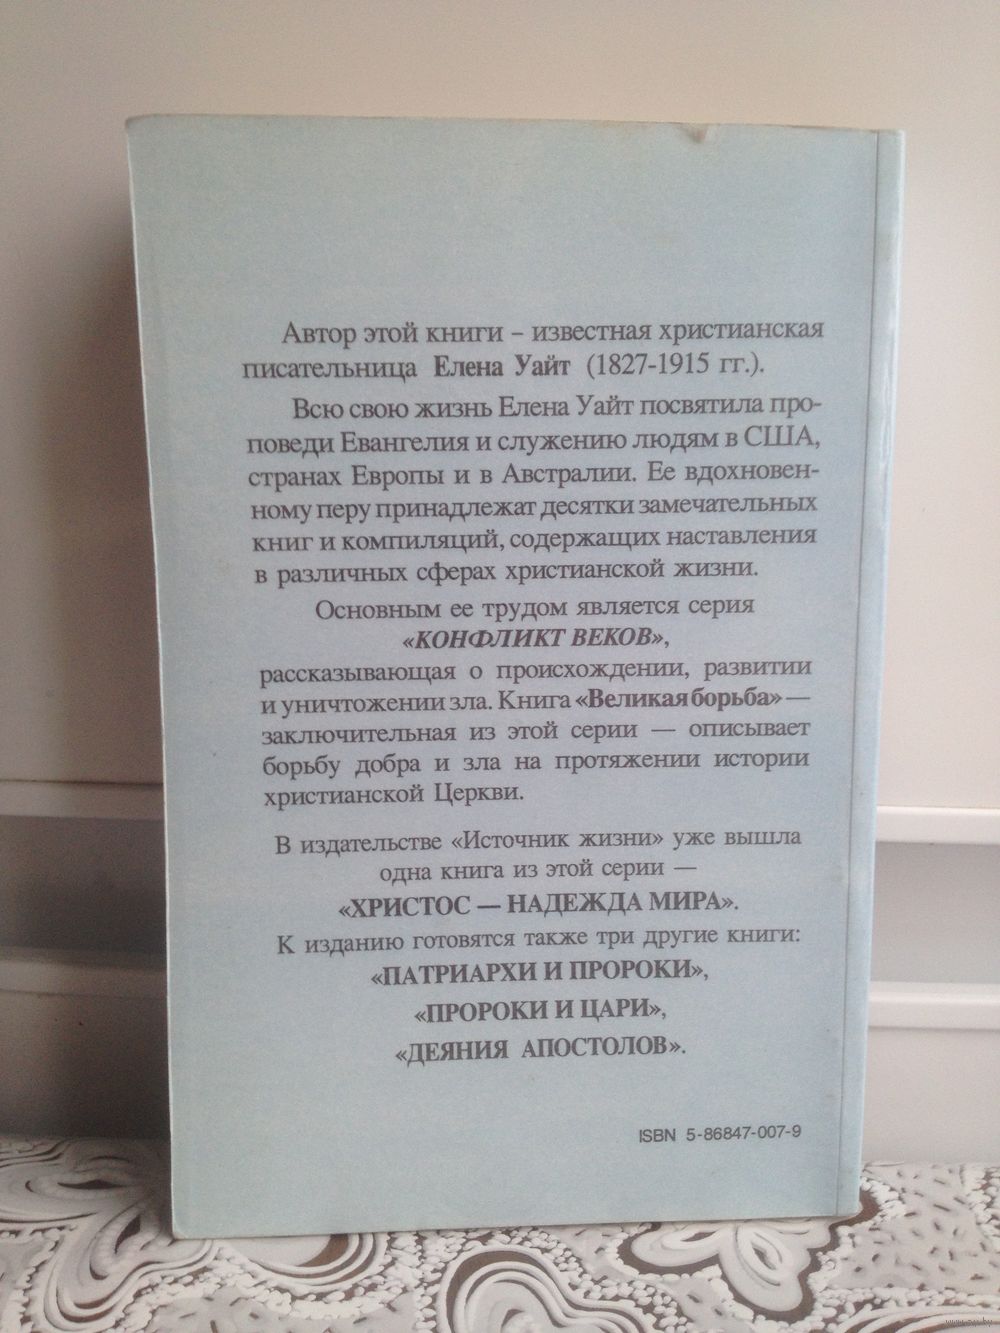 Автор этой книги – известная христианская
писательница Елена Уайт (1827-1915 гг.).
Всю свою жизнь Елена Уайт посвятила про-
поведи Евангелия и служению людям в США,
странах Европы и в Австралии. Ее вдохновен-
ному перу принадлежат десятки замечательных
книг и компиляций, содержащих наставления
в различных сферах христианской жизни.
Основным ее трудом является серия
«КОНФЛИКТ ВЕКОВ»,
рассказывающая о происхождении, развитии
и уничтожении зла. Книга «Великая борьба» —
заключительная из этой серии — описывает
борьбу добра и зла на протяжении истории
христианской Церкви.
В издательстве «Источник жизни» уже вышла
одна книга из этой серии —
«ХРИСТОС — НАДЕЖДА МИРА».
К изданию готовятся также три другие книги:
«ПАТРИАРХИ И ПРОРОКИ»,
«ПРОРОКИ И ЦАРИ»,
«ДЕЯНИЯ АПОСТОЛОВ».
ISBN 5-86847-007-9